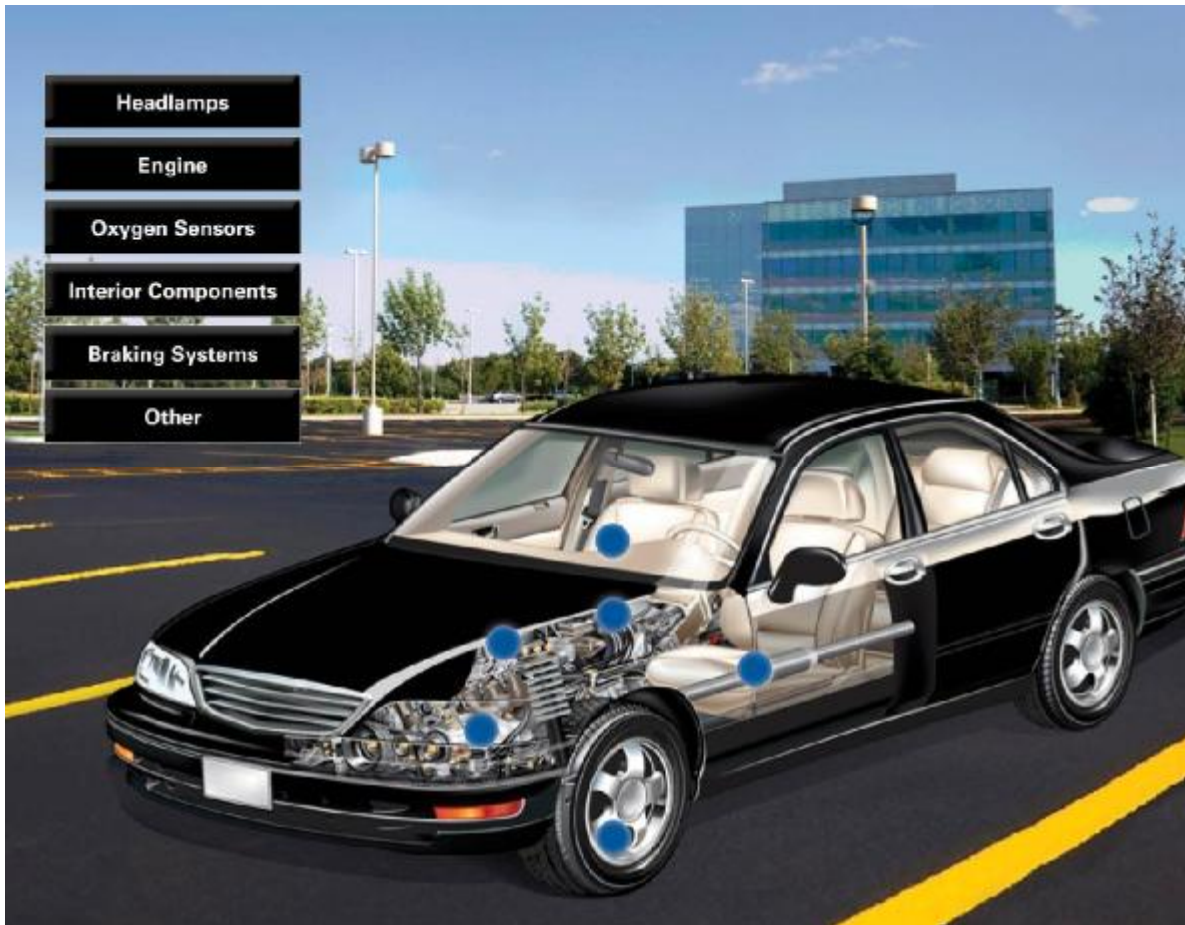 Headlamps
Engine
Oxygen Sensors
Interior Components
Braking Systems
Other